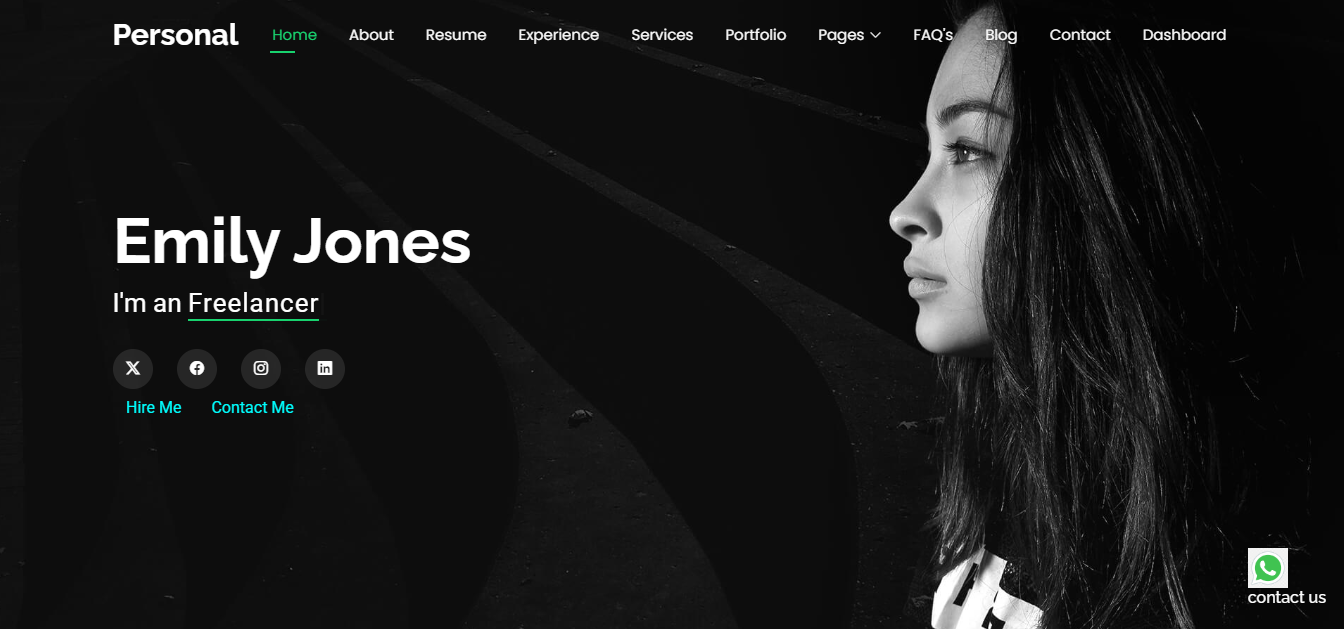 Personal Home About Resume Experience Services Portfolio Pages FAQ's Blog Contact Dashboard
Emily Jones
I'm an Freelancer
Hire Me Contact Me
contact us